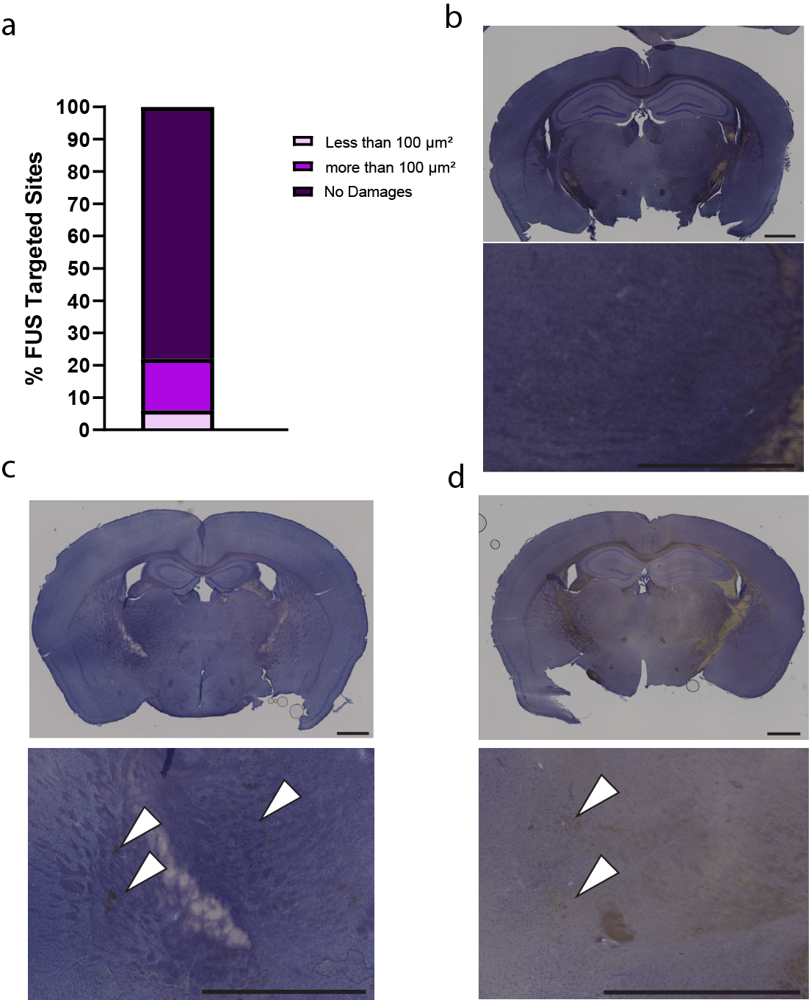 a
b
100
90
80
70
60
50
40
30
20
10
0
% FUS Targeted Sites
Less than 100 µm²
more than 100 µm²
No Damages
c
d